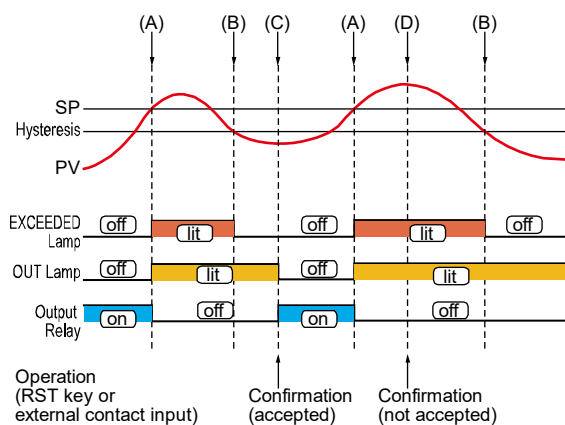 (A) (B) (C) (A) (D) (B)
SP
Hysteresis
PV
EXCEEDED
Lamp
off lit off lit off
OUT Lamp
off lit off lit
Output
Relay
on off on off
Operation
(RST key or
external contact input)
Confirmation
(accepted)
Confirmation
(not accepted)